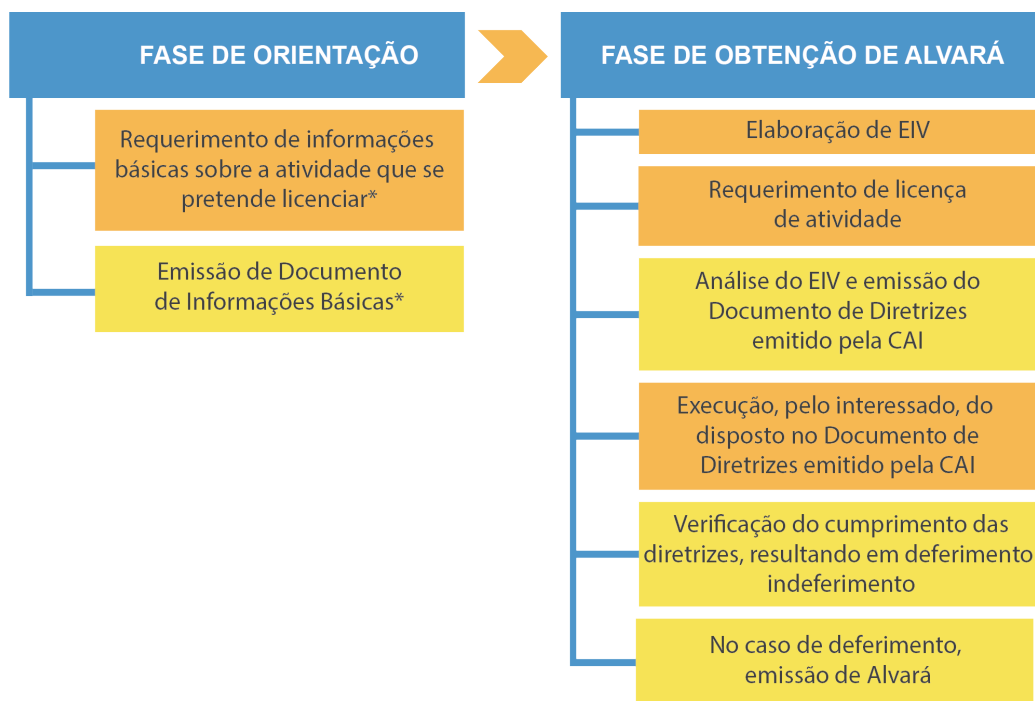 FASE DE ORIENTAÇÃO
Requerimento de informações
básicas sobre a atividade que se
pretende licenciar*
Emissão de Documento
de Informações Básicas*
FASE DE OBTENÇÃO DE ALVARÁ
Elaboração de EIV
Requerimento de licença
de atividade
Análise do EIV e emissão do
Documento de Diretrizes
emitido pela CAI
Execução, pelo interessado, do
disposto no Documento de
Diretrizes emitido pela CAI
Verificação do cumprimento das
diretrizes, resultando em deferimento
indeferimento
No caso de deferimento,
emissão de Alvará